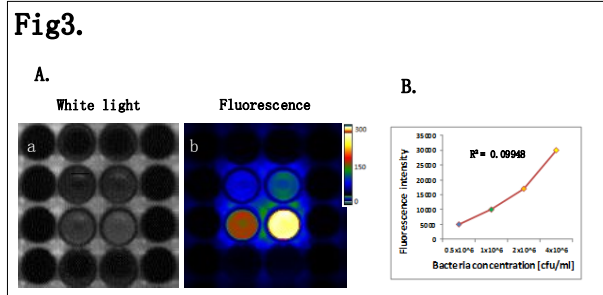 Fig3.
A.
White light
Fluorescence
B.
a
b
300
150
0
35000
30000
25000
20000
15000
10000
5000
0
R² = 0.09948
Fluorescence intensity
0.5x10^6 1x10^6 2x10^6 4x10^6
Bacteria concentration [cfu/ml]